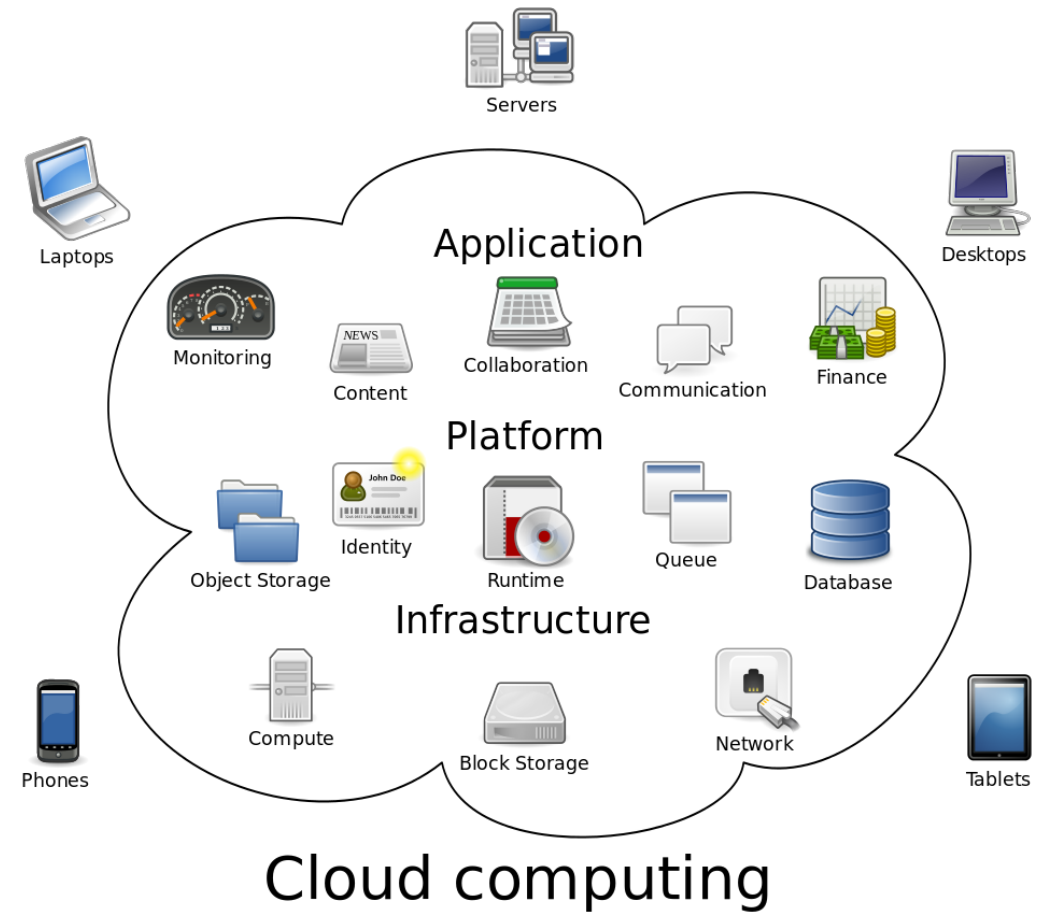 Servers
Laptops
Desktops
Application
Monitoring
NEWS
Content
Collaboration
Communication
Finance
Platform
John Doe
Object Storage
Identity
Runtime
Queue
Database
Infrastructure
Compute
Block Storage
Network
Phones
Tablets
Cloud computing